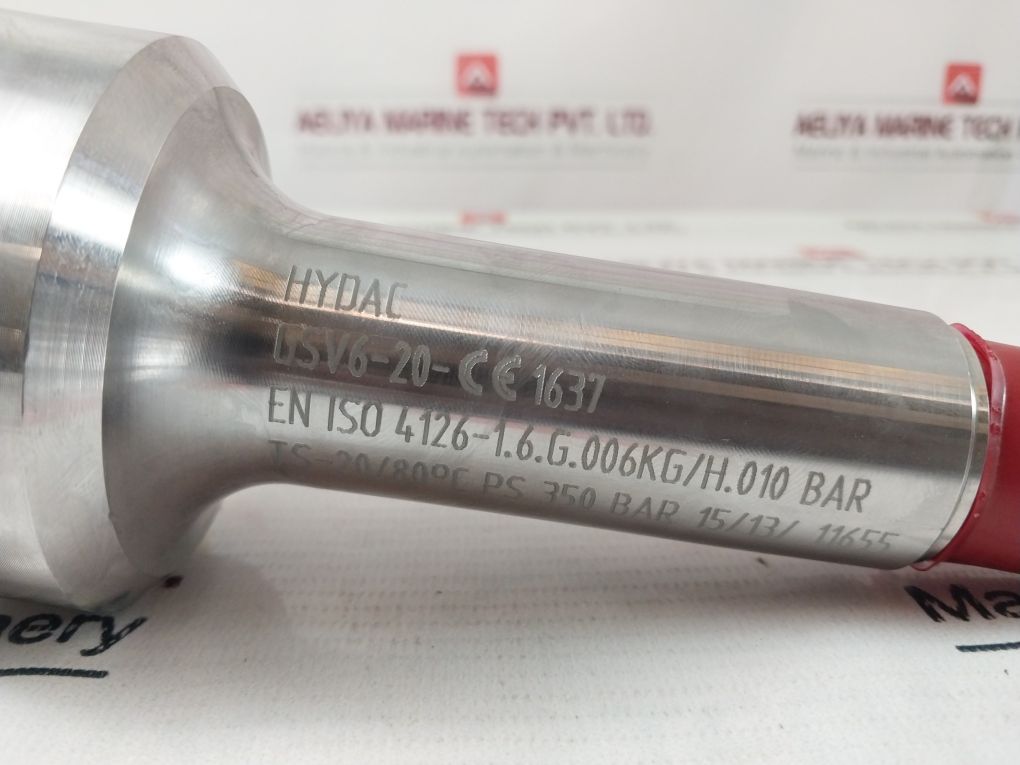 AELIYA MARINE TECH PVT. LTD.
AELIYA MARINE TECH
HYDAC
GSV6-20-CE 1637
EN ISO 4126-1.6.G.006KG/H.010 BAR
TS-20/80°C PS 350 BAR 15/13/ 11655